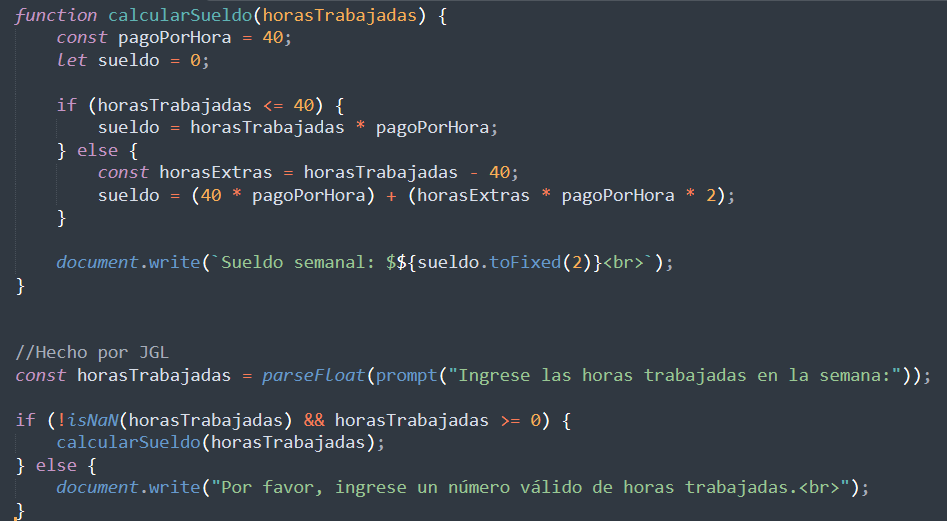 function calcularSueldo(horasTrabajadas) {
    const pagoPorHora = 40;
    let sueldo = 0;

    if (horasTrabajadas <= 40) {
        sueldo = horasTrabajadas * pagoPorHora;
    } else {
        const horasExtras = horasTrabajadas - 40;
        sueldo = (40 * pagoPorHora) + (horasExtras * pagoPorHora * 2);
    }

    document.write(`Sueldo semanal: $${sueldo.toFixed(2)}<br>`);
}

//Hecho por JGL
const horasTrabajadas = parseFloat(prompt("Ingrese las horas trabajadas en la semana:"));

if (!isNaN(horasTrabajadas) && horasTrabajadas >= 0) {
    calcularSueldo(horasTrabajadas);
} else {
    document.write("Por favor, ingrese un número válido de horas trabajadas.<br>");
}